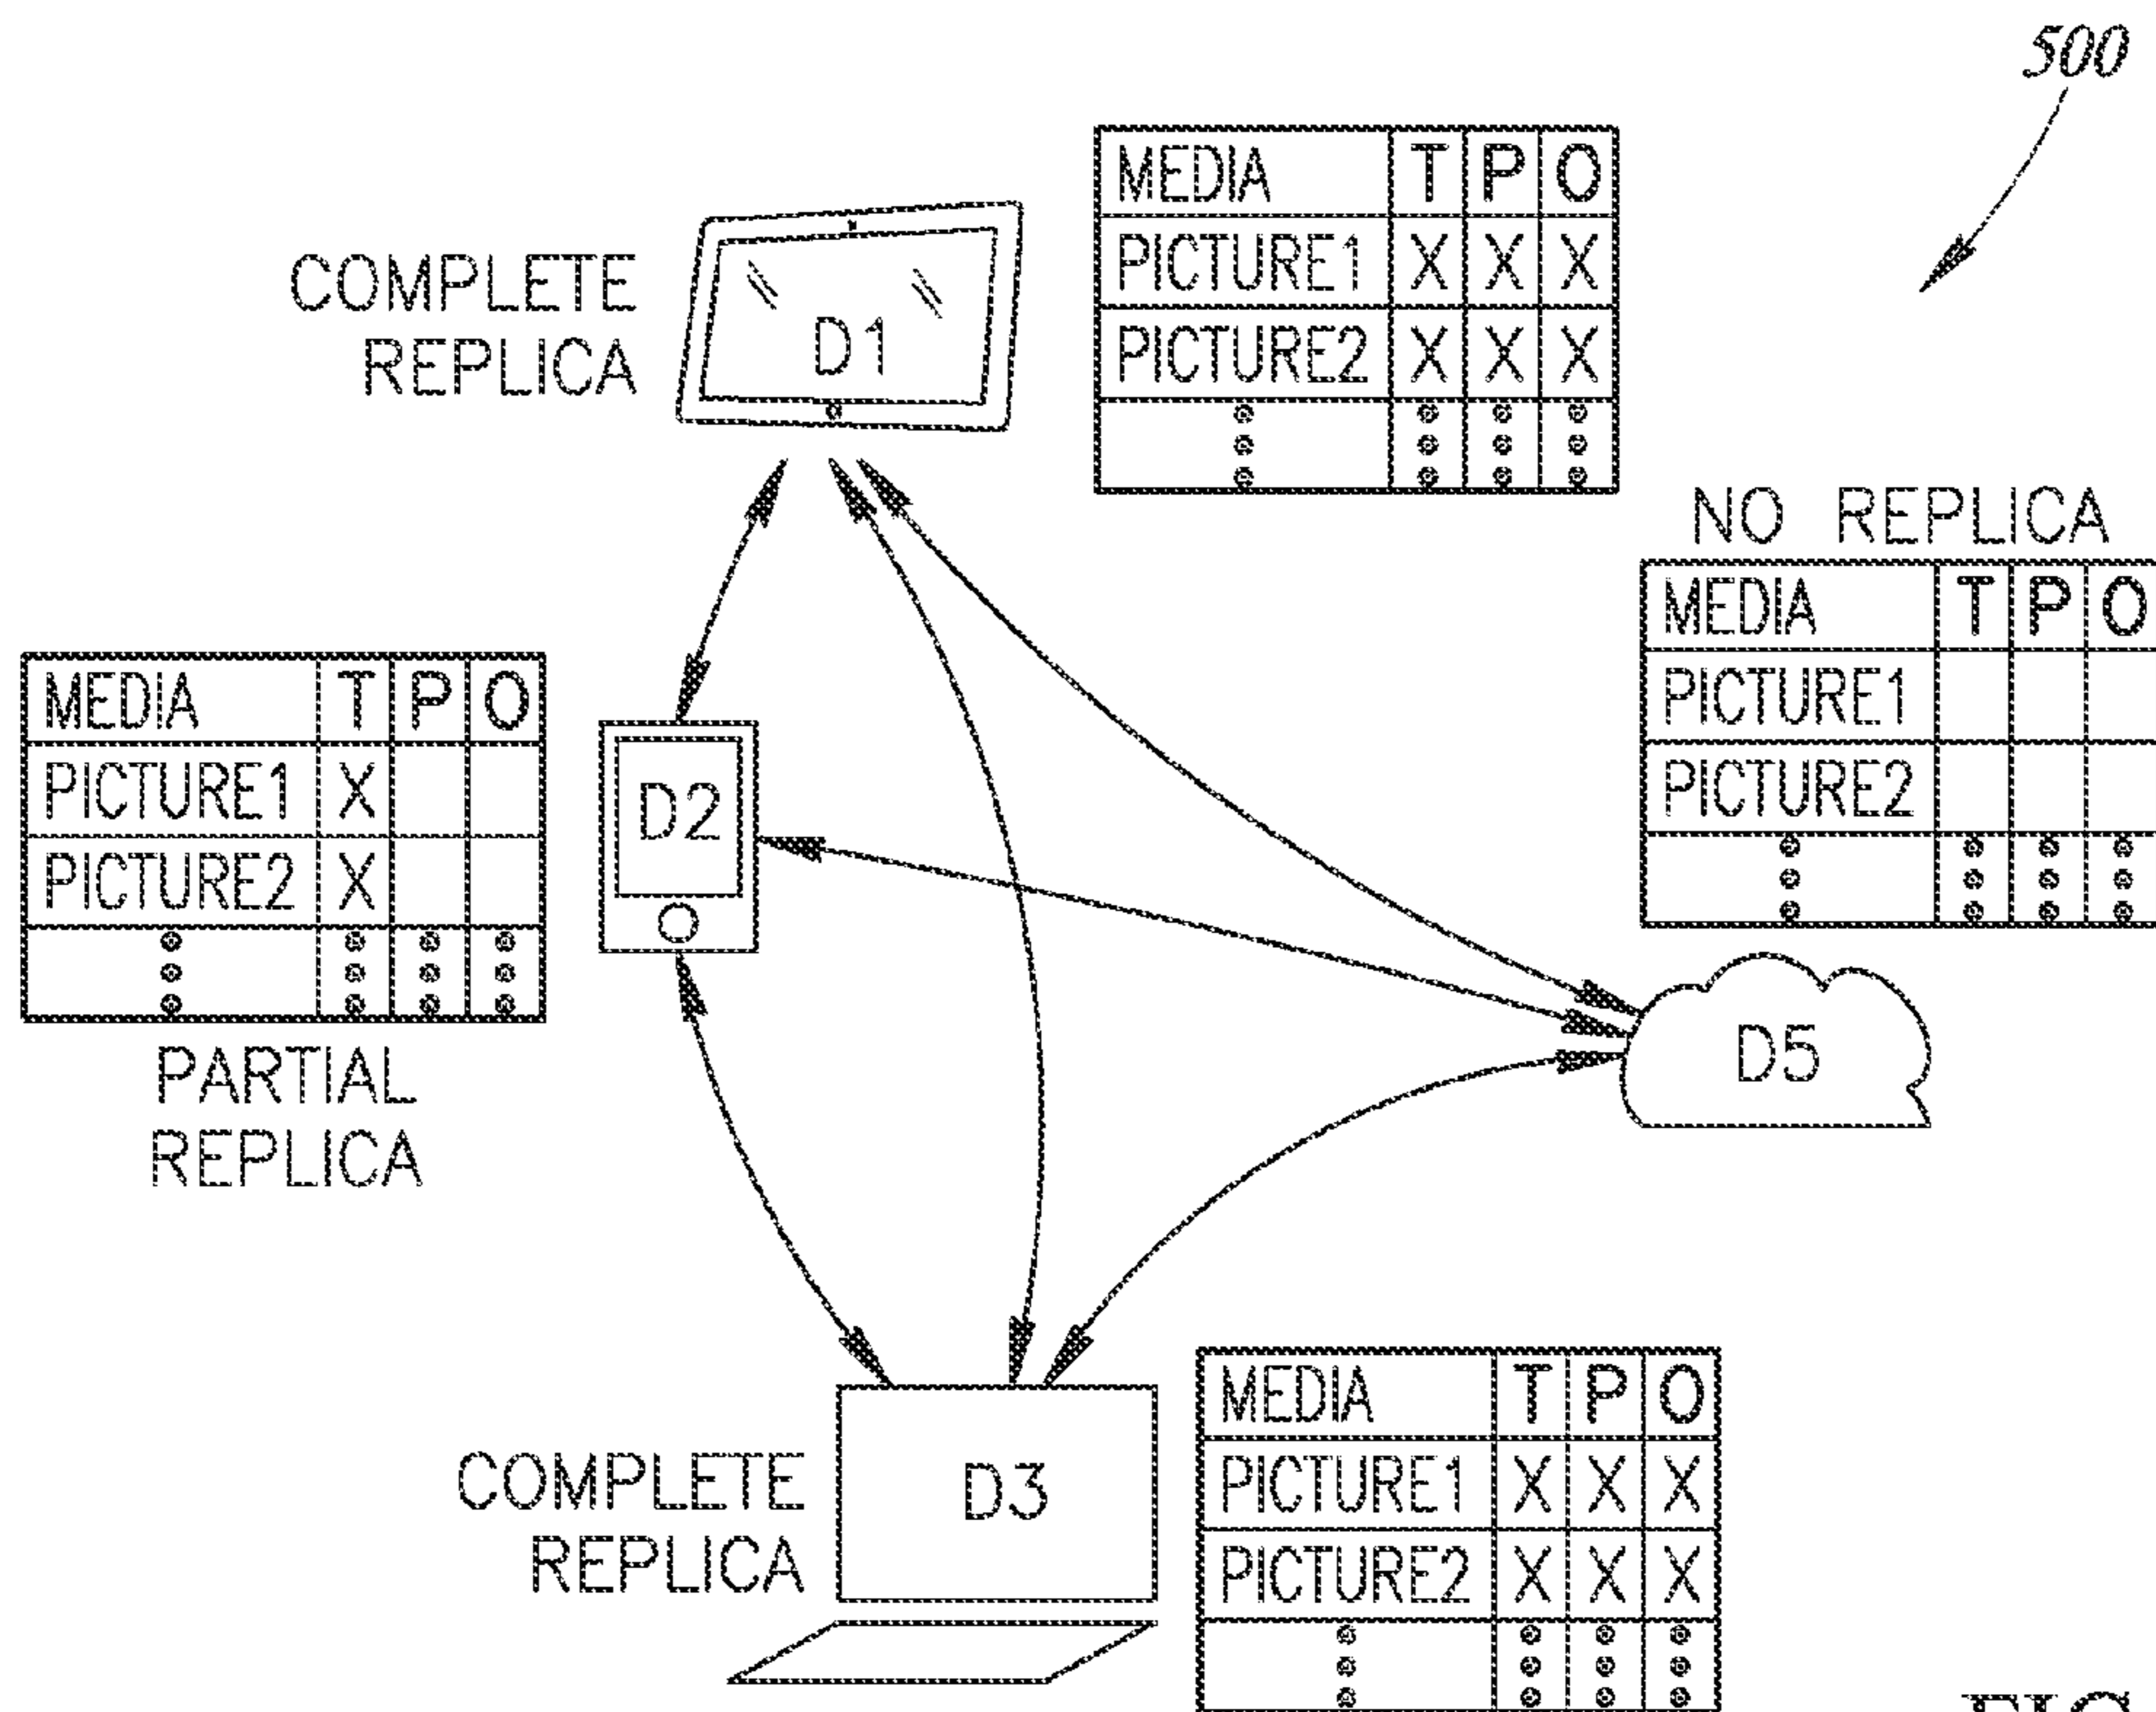 500
MEDIA T P O
PICTURE1 X X X
PICTURE2 X X X
COMPLETE
REPLICA
D1
NO REPLICA
MEDIA T P O
PICTURE1
PICTURE2
MEDIA T P O
PICTURE1 X
PICTURE2 X
PARTIAL
REPLICA
D2
D5
COMPLETE
REPLICA
D3
MEDIA T P O
PICTURE1 X X X
PICTURE2 X X X